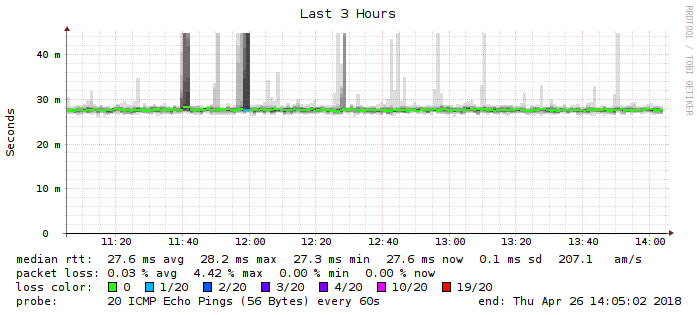 Last 3 Hours
RRDTOOL / TOBI OETIKER
Seconds
40 m
30 m
20 m
10 m
0
11:20 11:40 12:00 12:20 12:40 13:00 13:20 13:40 14:00
median rtt: 27.6 ms avg 28.2 ms max 27.3 ms min 27.6 ms now 0.1 ms sd 207.1 am/s
packet loss: 0.03 % avg 4.42 % max 0.00 % min 0.00 % now
loss color: 0 1/20 2/20 3/20 4/20 10/20 19/20
probe: 20 ICMP Echo Pings (56 Bytes) every 60s end: Thu Apr 26 14:05:02 2018